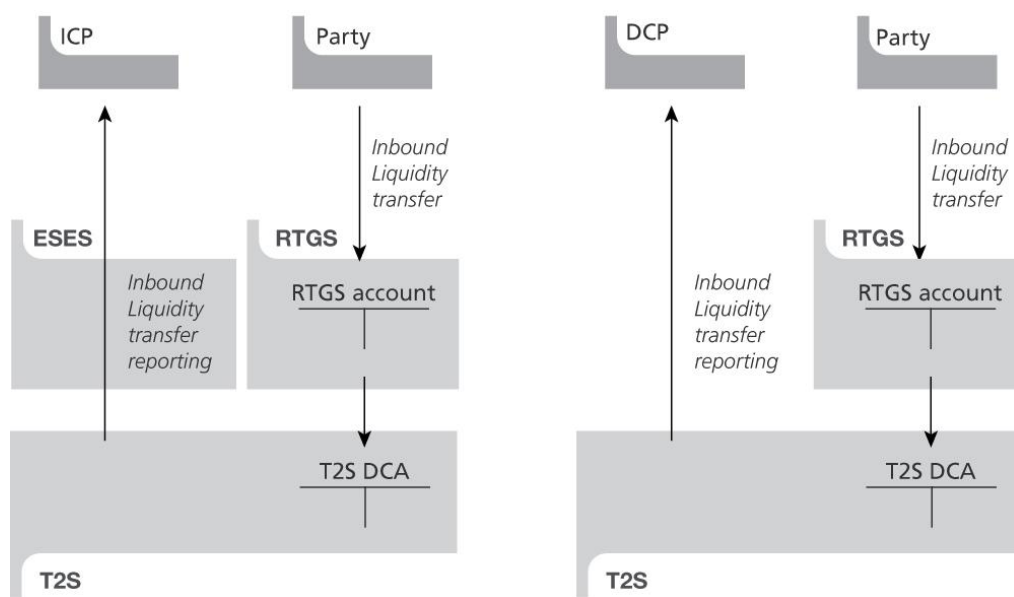 ICP
Party
Inbound
Liquidity
transfer
ESES
RTGS
Inbound
Liquidity
transfer
reporting
RTGS account
T2S DCA
T2S
DCP
Party
Inbound
Liquidity
transfer
RTGS
Inbound
Liquidity
transfer
reporting
RTGS account
T2S DCA
T2S